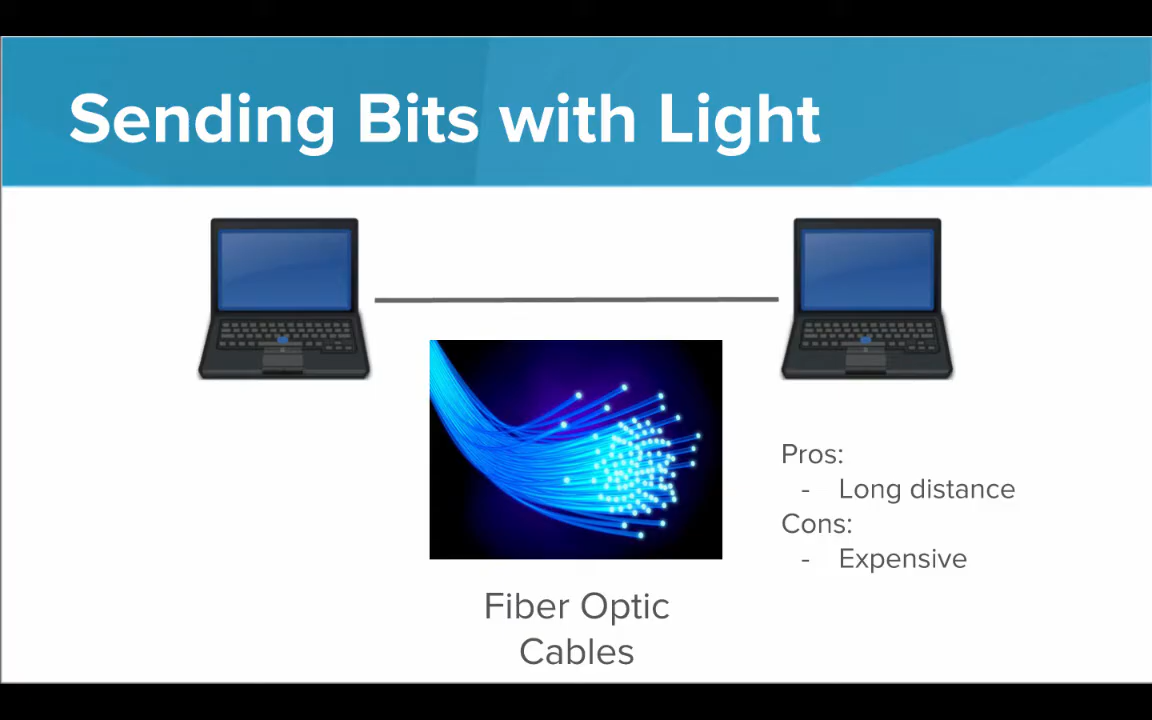 Sending Bits with Light
Pros:
- Long distance
Cons:
- Expensive
Fiber Optic
Cables